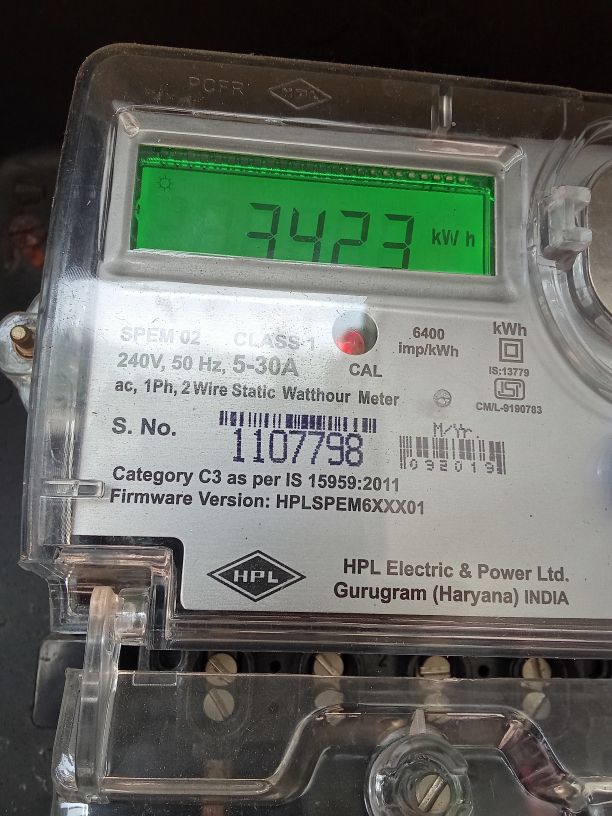 3423 kWh
SPEM 02 CLASS-1
240V, 50 Hz, 5-30A
ac, 1Ph, 2 Wire Static Watthour Meter
CAL
6400
imp/kWh
kWh
IS:13779
ISI
CM/L-9190783
S. No.
1107798
M/Yr.
032019
Category C3 as per IS 15959:2011
Firmware Version: HPLSPEM6XXX01
HPL
HPL Electric & Power Ltd.
Gurugram (Haryana) INDIA